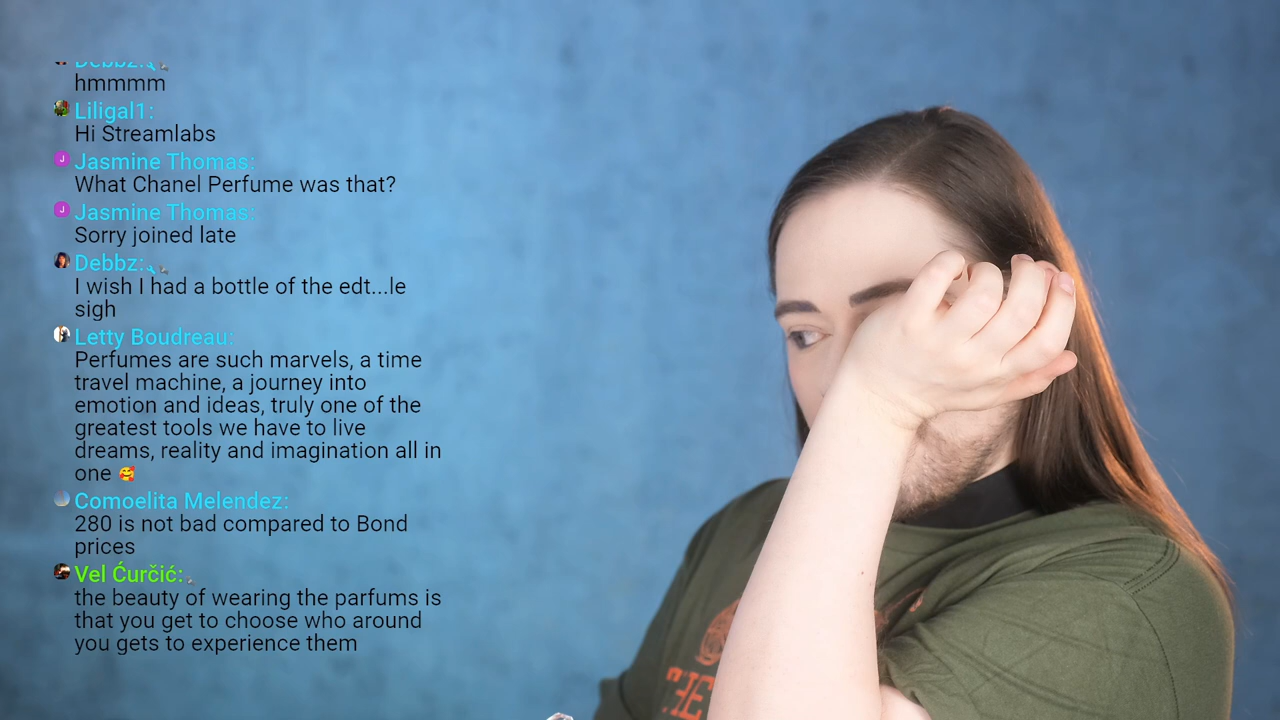 Debbz:
hmmmm
Liligal1:
Hi Streamlabs
J
Jasmine Thomas:
What Chanel Perfume was that?
J
Jasmine Thomas:
Sorry joined late
Debbz:
I wish I had a bottle of the edt...le
sigh
Letty Boudreau:
Perfumes are such marvels, a time
travel machine, a journey into
emotion and ideas, truly one of the
greatest tools we have to live
dreams, reality and imagination all in
one 🥰
Comoelita Melendez:
280 is not bad compared to Bond
prices
Vel Ćurčić:
the beauty of wearing the parfums is
that you get to choose who around
you gets to experience them